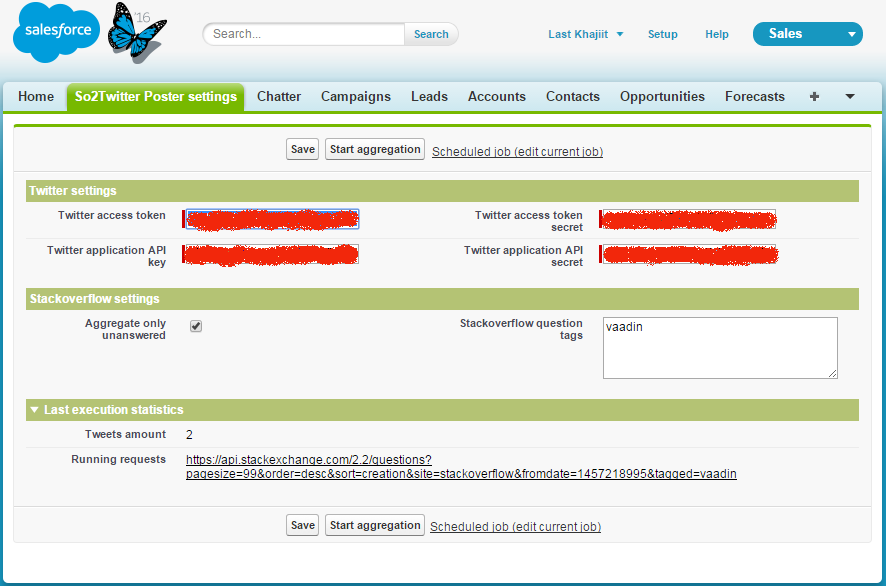 salesforce
'16
Search...
Search
Last Khajiit
Setup
Help
Sales
Home
So2Twitter Poster settings
Chatter
Campaigns
Leads
Accounts
Contacts
Opportunities
Forecasts
+
Save
Start aggregation
Scheduled job (edit current job)
Twitter settings
Twitter access token
Twitter access token
secret
Twitter application API
key
Twitter application API
secret
Stackoverflow settings
Aggregate only
unanswered
Stackoverflow question
tags
vaadin
Last execution statistics
Tweets amount
2
Running requests
https://api.stackexchange.com/2.2/questions?
pagesize=99&order=desc&sort=creation&site=stackoverflow&fromdate=1457218995&tagged=vaadin
Save
Start aggregation
Scheduled job (edit current job)